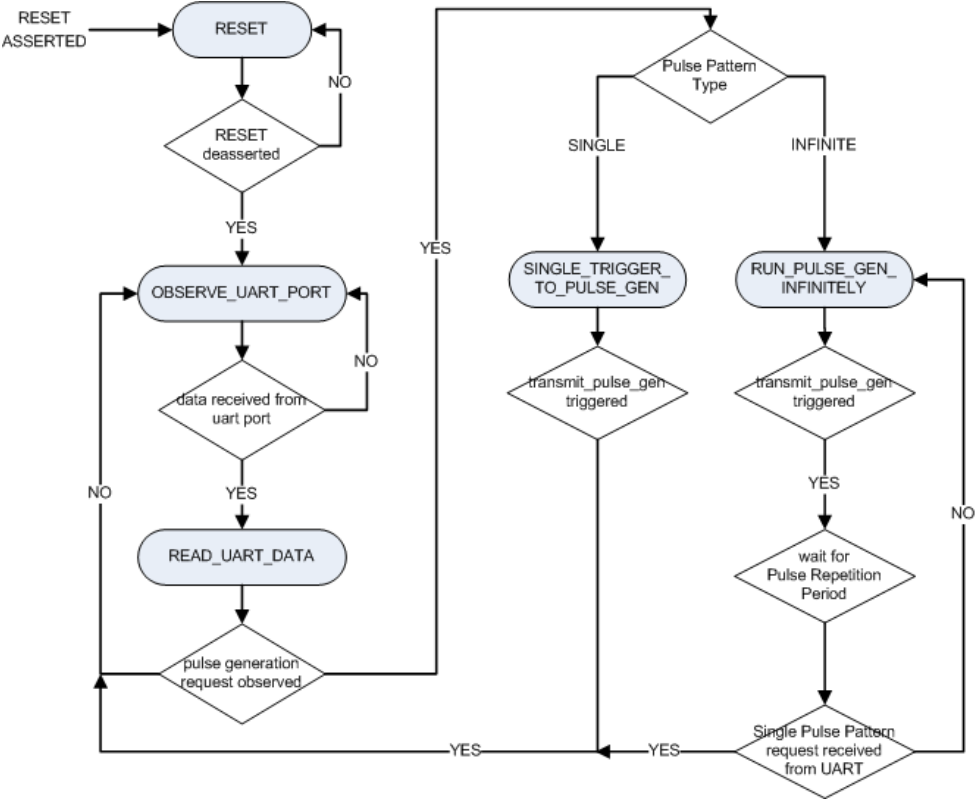 RESET
ASSERTED
RESET
NO
RESET
deasserted
YES
OBSERVE_UART_PORT
NO
data received from
uart port
NO
YES
READ_UART_DATA
pulse generation
request observed
YES
Pulse Pattern
Type
SINGLE
INFINITE
SINGLE_TRIGGER_
TO_PULSE_GEN
RUN_PULSE_GEN_
INFINITELY
transmit_pulse_gen
triggered
transmit_pulse_gen
triggered
YES
NO
wait for
Pulse Repetition
Period
Single Pulse Pattern
request received
from UART
YES
YES